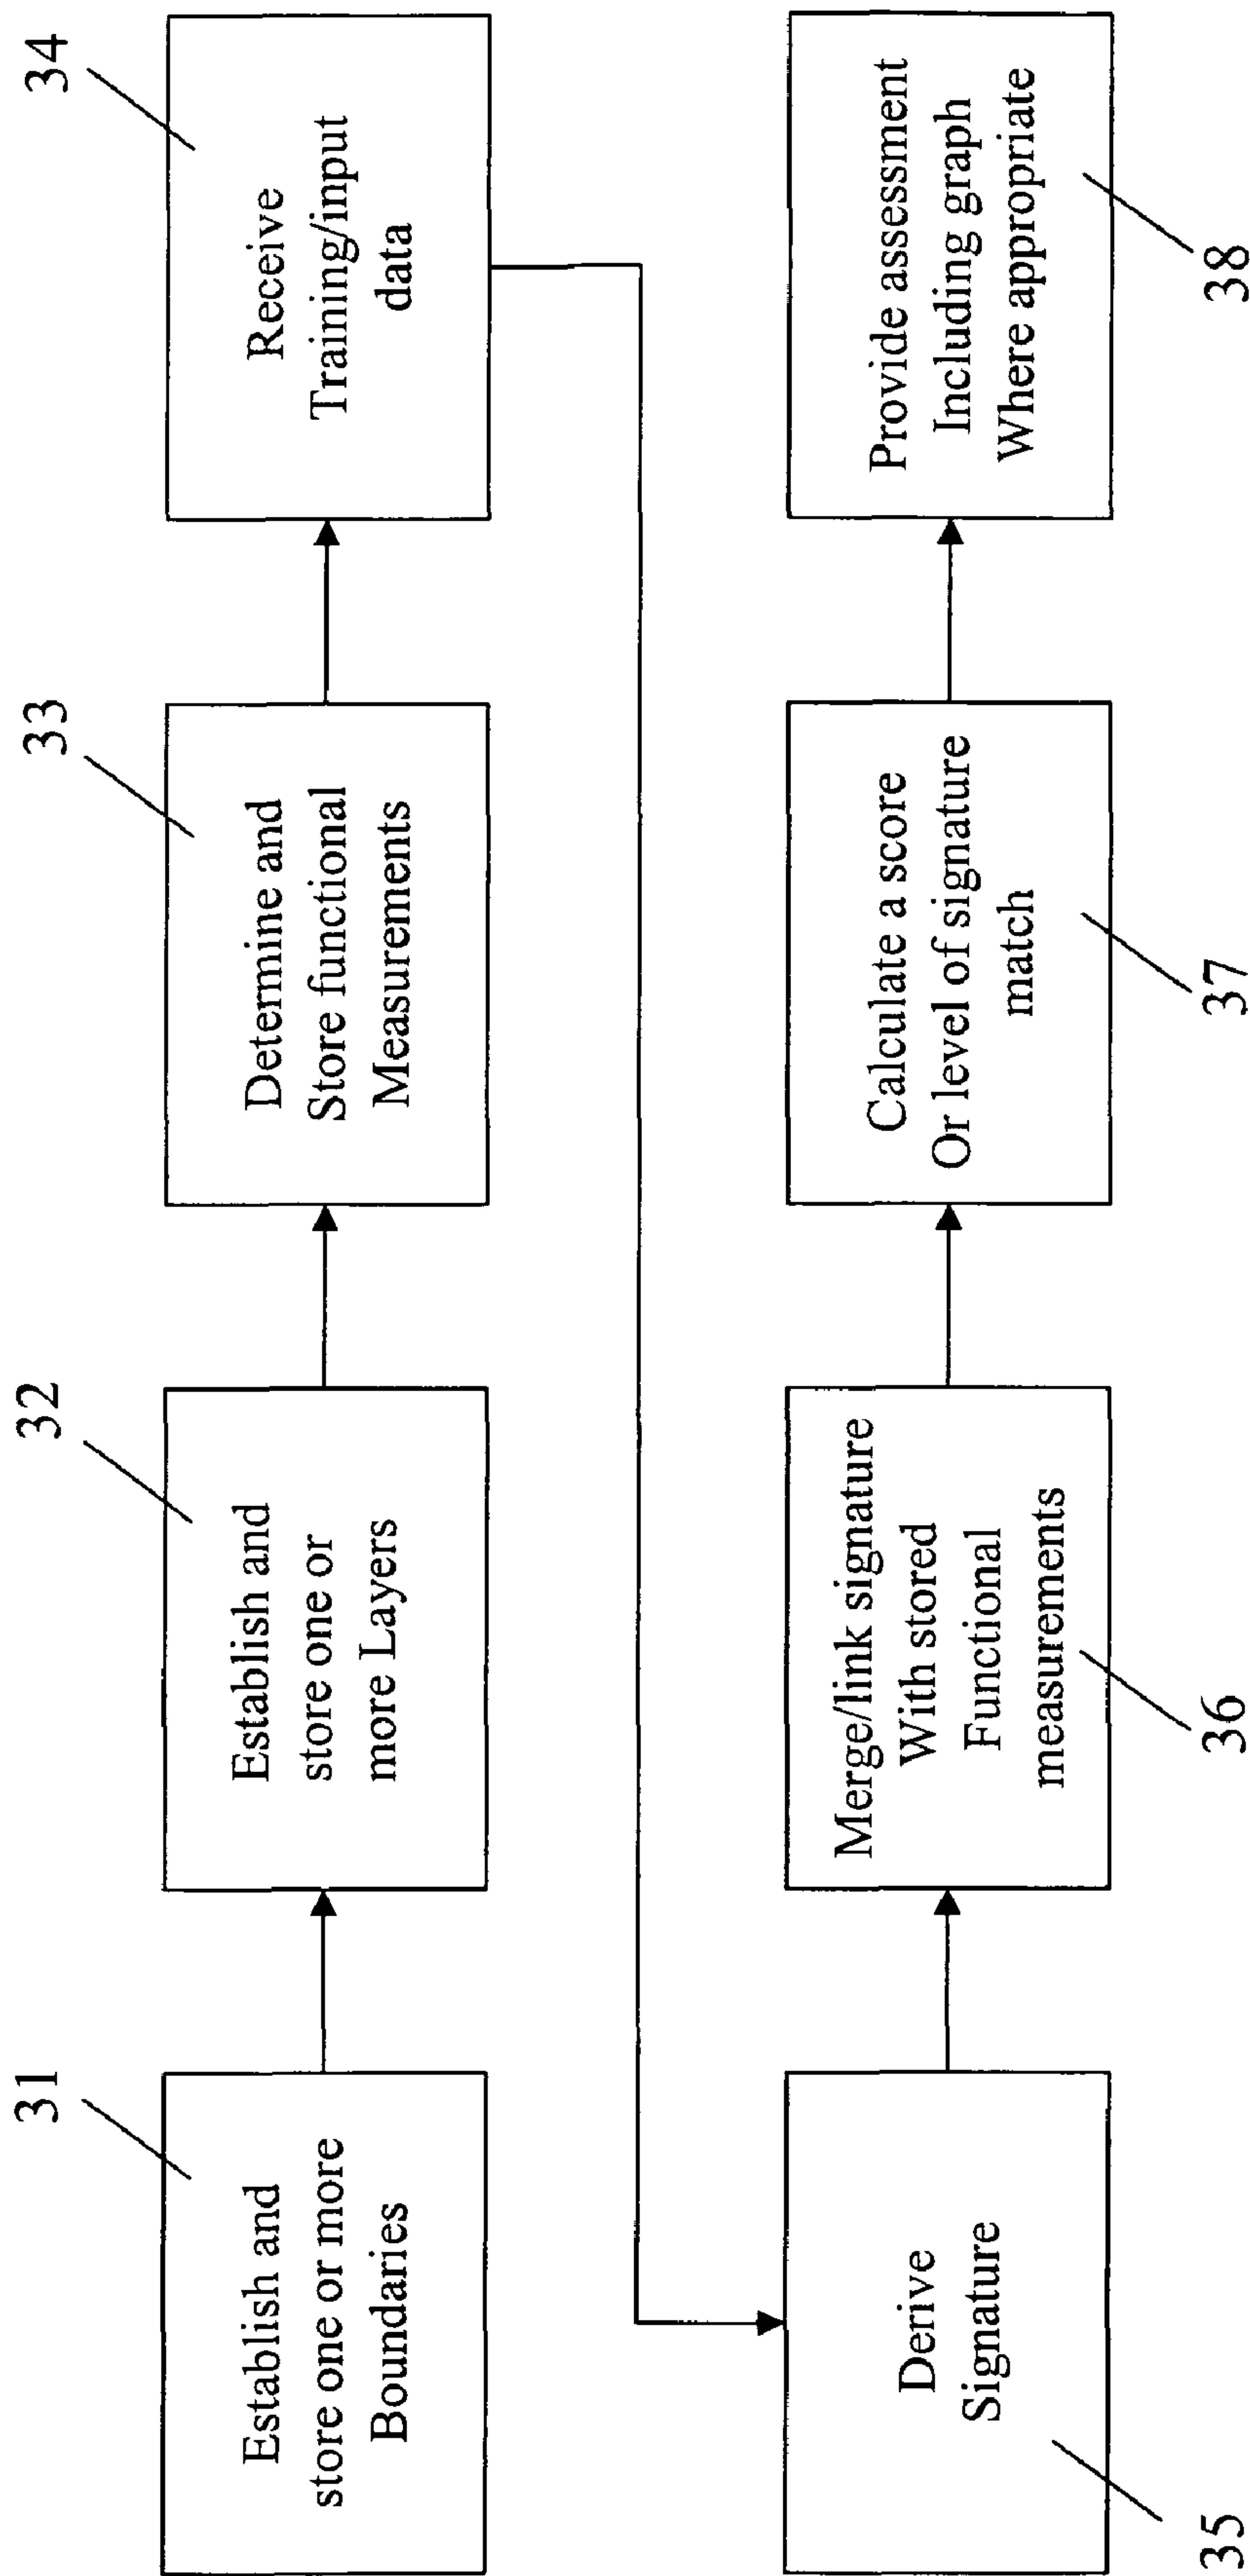 31
Establish and
store one or more
Boundaries
32
Establish and
store one or
more Layers
33
Determine and
Store functional
Measurements
34
Receive
Training/input
data
Derive
Signature
35
Merge/link signature
With stored
Functional
measurements
36
Calculate a score
Or level of signature
match
37
Provide assessment
Including graph
Where appropriate
38